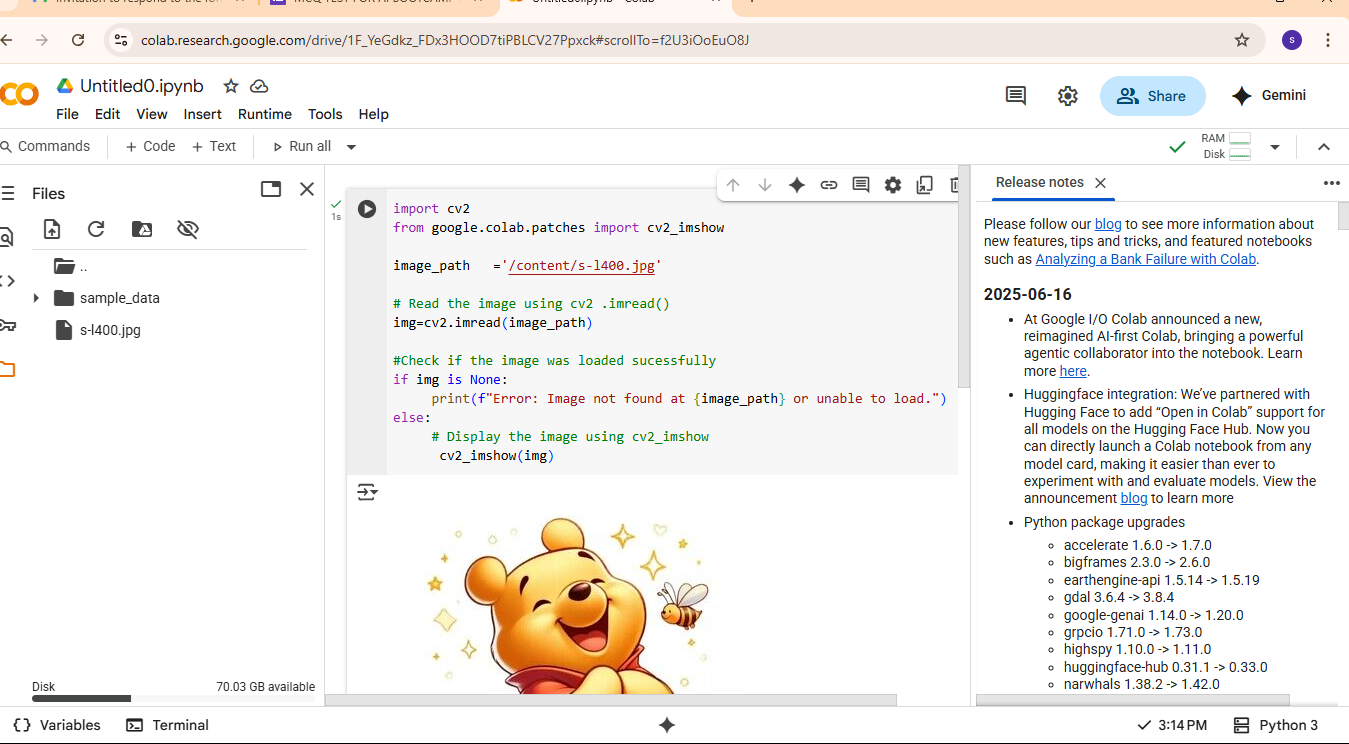 Untitled0.ipynb - Colab
colab.research.google.com/drive/1F_YeGdkz_FDx3HOOD7tiPBLCV27Ppxck#scrollTo=f2U3iOoEuO8J
S
Untitled0.ipynb
File Edit View Insert Runtime Tools Help
Share
Gemini
Commands
+ Code + Text
Run all
RAM
Disk
Files
..
sample_data
s-l400.jpg
Disk 70.03 GB available
1s
import cv2
from google.colab.patches import cv2_imshow
image_path ='/content/s-l400.jpg'
# Read the image using cv2 .imread()
img=cv2.imread(image_path)
#Check if the image was loaded sucessfully
if img is None:
print(f"Error: Image not found at {image_path} or unable to load.")
else:
# Display the image using cv2_imshow
cv2_imshow(img)
Release notes
Please follow our blog to see more information about
new features, tips and tricks, and featured notebooks
such as Analyzing a Bank Failure with Colab.
2025-06-16
• At Google I/O Colab announced a new,
reimagined AI-first Colab, bringing a powerful
agentic collaborator into the notebook. Learn
more here.
• Huggingface integration: We’ve partnered with
Hugging Face to add “Open in Colab” support for
all models on the Hugging Face Hub. Now you
can directly launch a Colab notebook from any
model card, making it easier than ever to
experiment with and evaluate models. View the
announcement blog to learn more
• Python package upgrades
◦ accelerate 1.6.0 -> 1.7.0
◦ bigframes 2.3.0 -> 2.6.0
◦ earthengine-api 1.5.14 -> 1.5.19
◦ gdal 3.6.4 -> 3.8.4
◦ google-genai 1.14.0 -> 1.20.0
◦ grpcio 1.71.0 -> 1.73.0
◦ highspy 1.10.0 -> 1.11.0
◦ huggingface-hub 0.31.1 -> 0.33.0
◦ narwhals 1.38.2 -> 1.42.0
Variables
Terminal
3:14 PM
Python 3